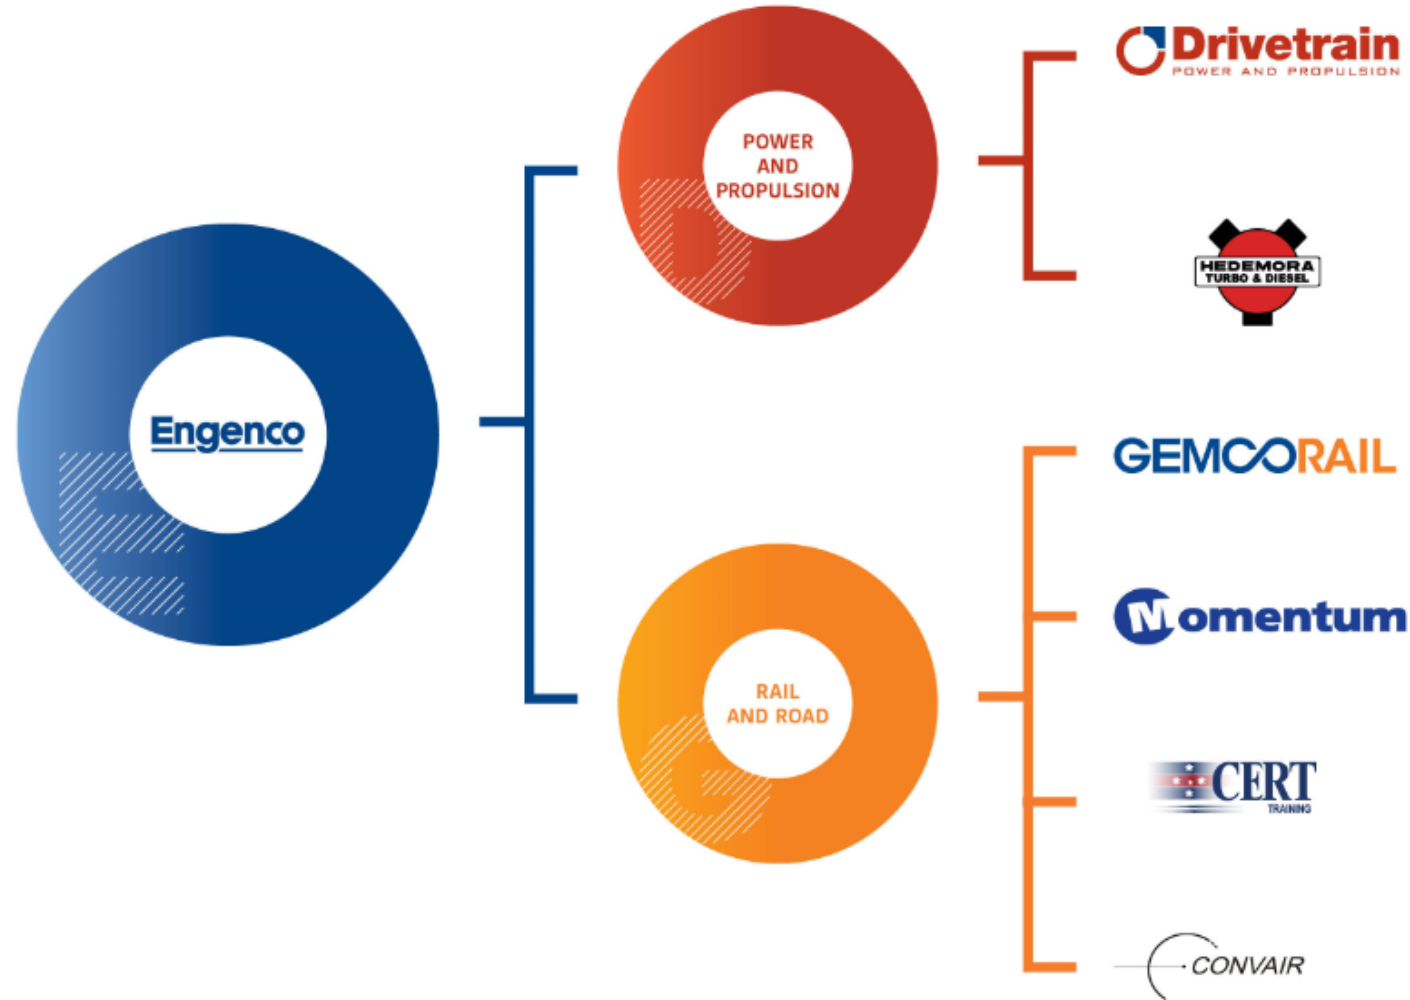 Engenco
POWER
AND
PROPULSION
RAIL
AND ROAD
Drivetrain
POWER AND PROPULSION
HEDEMORA
TURBO & DIESEL
GEMCORAIL
Momentum
CERT
TRAINING
CONVAIR